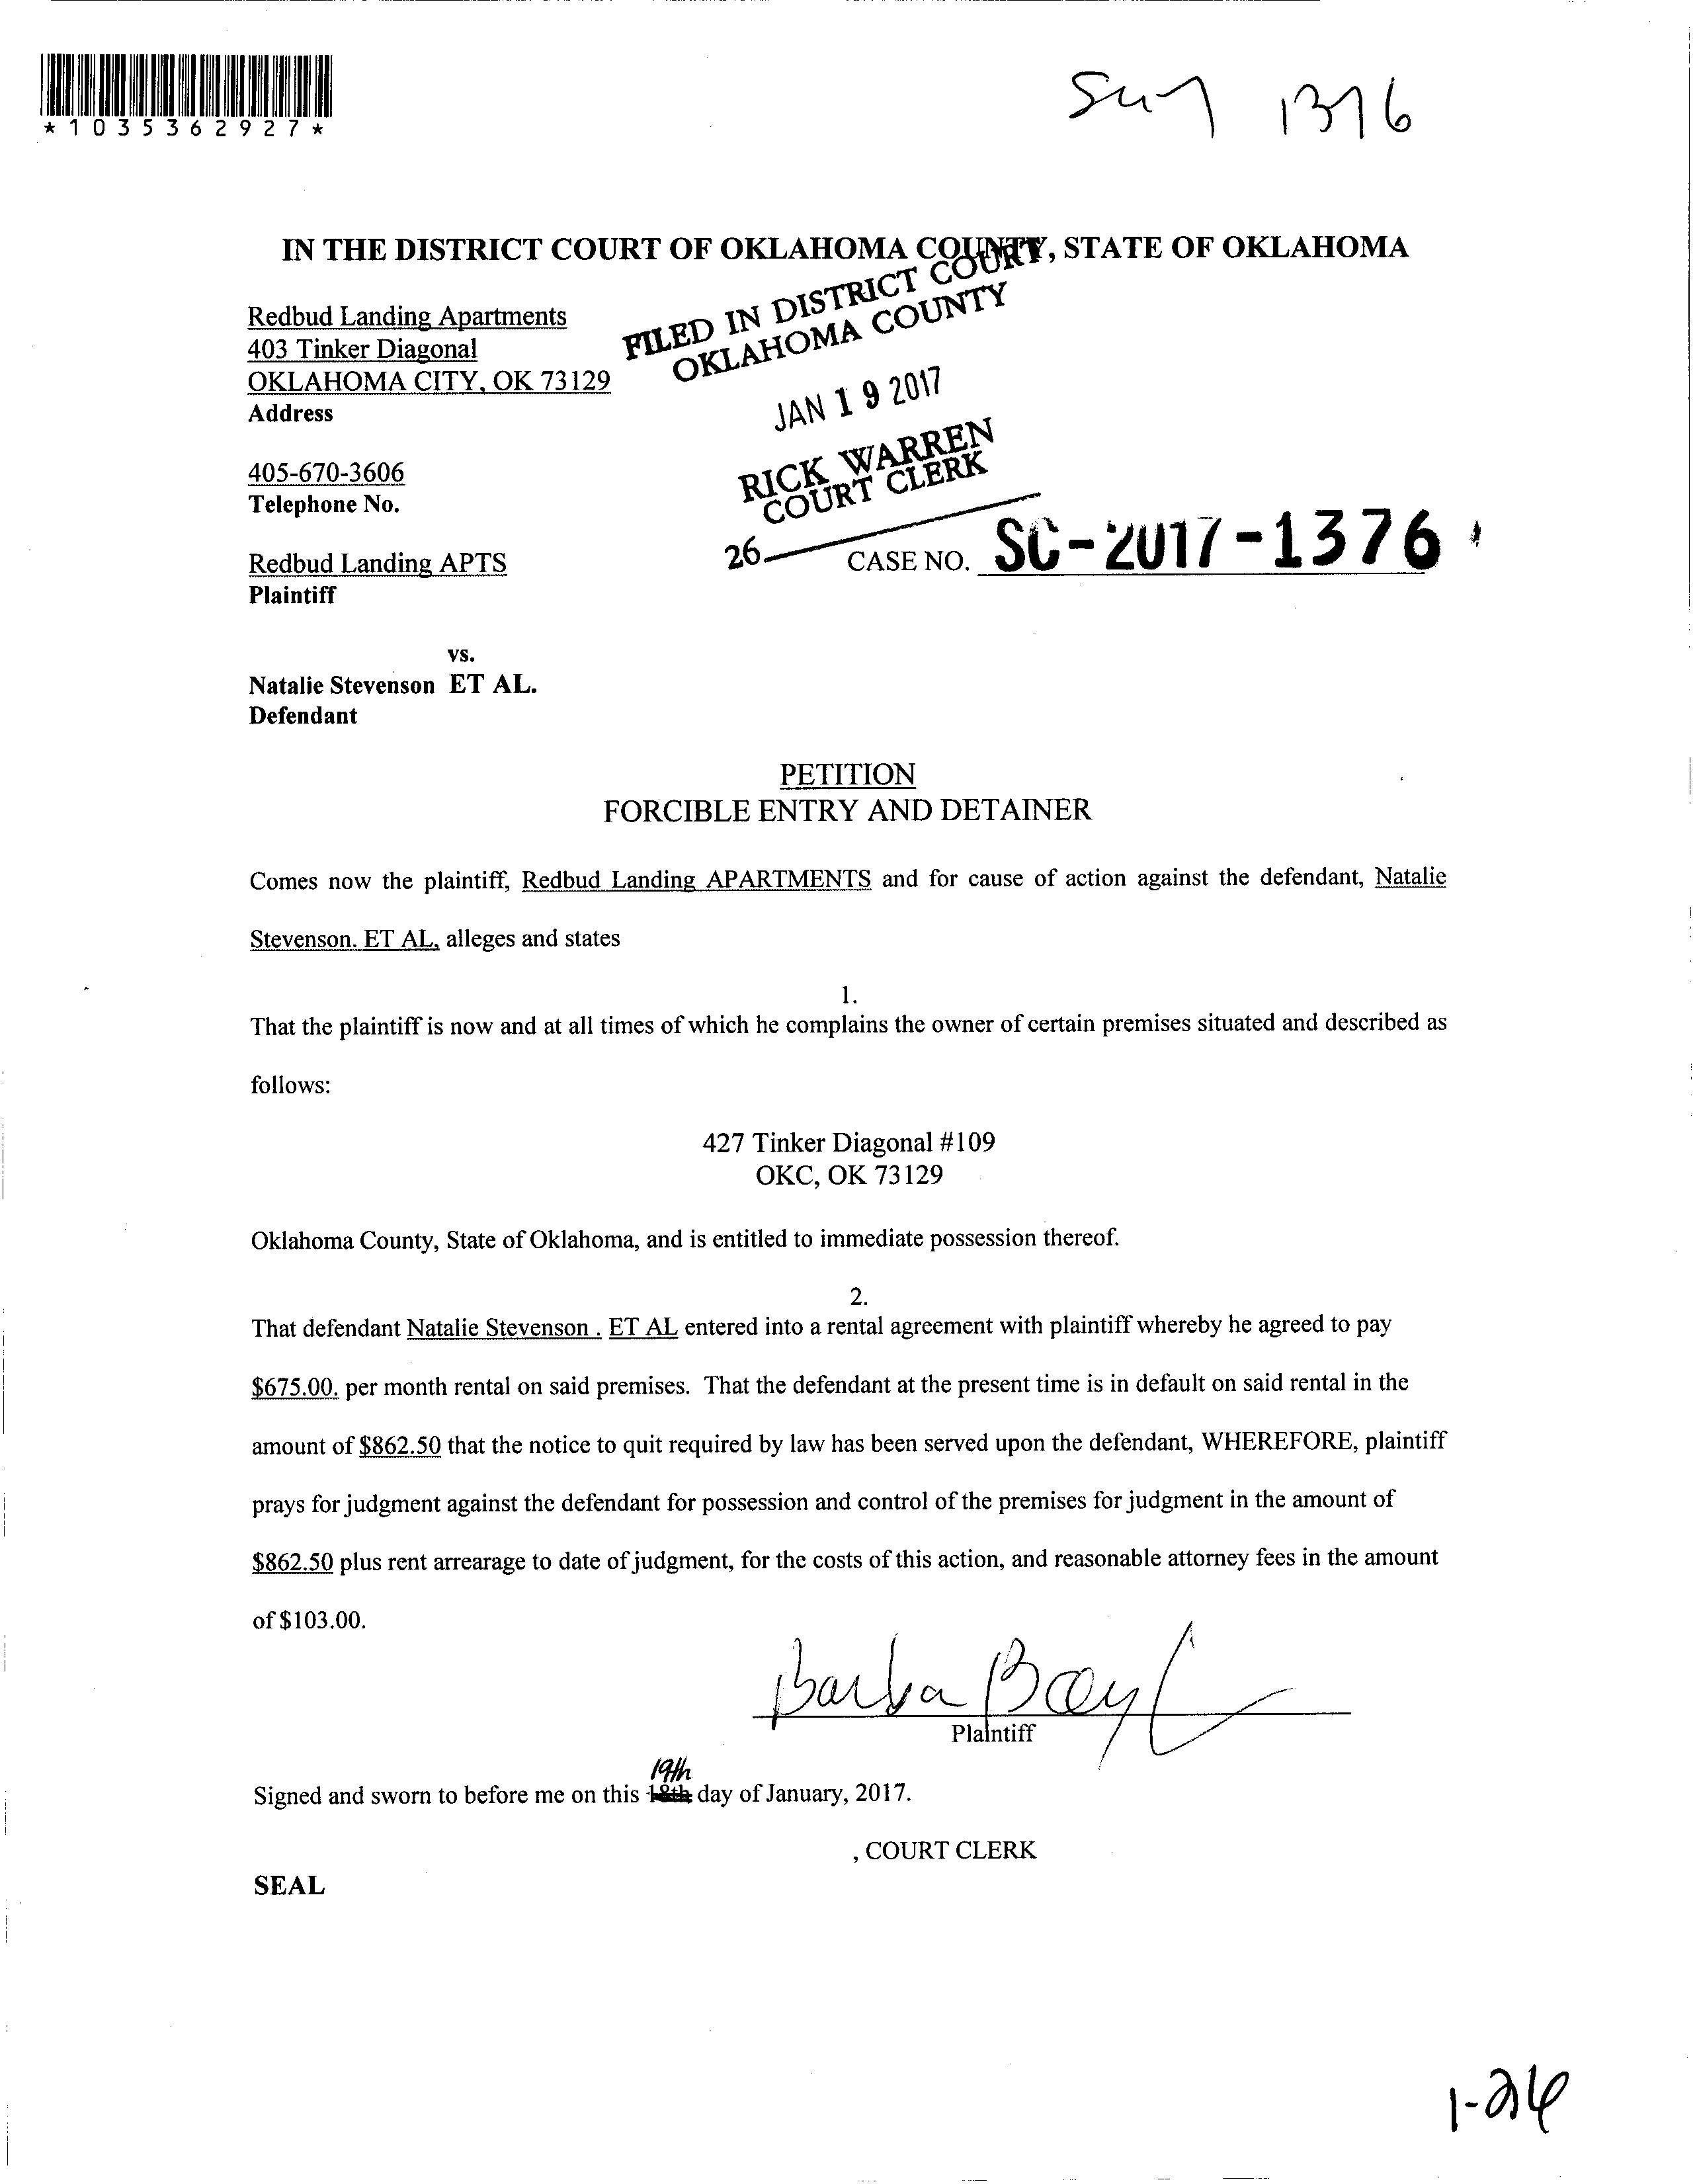 *1035362927*
1376
IN THE DISTRICT COURT OF OKLAHOMA COUNTY, STATE OF OKLAHOMA
FILED IN DISTRICT COURT
OKLAHOMA COUNTY
JAN 19 2017
RICK WARREN
COURT CLERK
26
Redbud Landing Apartments
403 Tinker Diagonal
OKLAHOMA CITY, OK 73129
Address
405-670-3606
Telephone No.
CASE NO. SC-2017-1376
Redbud Landing APTS
Plaintiff
vs.
Natalie Stevenson ET AL.
Defendant
PETITION
FORCIBLE ENTRY AND DETAINER
Comes now the plaintiff, Redbud Landing APARTMENTS and for cause of action against the defendant, Natalie
Stevenson. ET AL, alleges and states
1.
That the plaintiff is now and at all times of which he complains the owner of certain premises situated and described as
follows:
427 Tinker Diagonal #109
OKC, OK 73129
Oklahoma County, State of Oklahoma, and is entitled to immediate possession thereof.
2.
That defendant Natalie Stevenson . ET AL entered into a rental agreement with plaintiff whereby he agreed to pay
$675.00. per month rental on said premises. That the defendant at the present time is in default on said rental in the
amount of $862.50 that the notice to quit required by law has been served upon the defendant, WHEREFORE, plaintiff
prays for judgment against the defendant for possession and control of the premises for judgment in the amount of
$862.50 plus rent arrearage to date of judgment, for the costs of this action, and reasonable attorney fees in the amount
of $103.00.
Plaintiff
19th
Signed and sworn to before me on this 18th day of January, 2017.
, COURT CLERK
SEAL
1-26